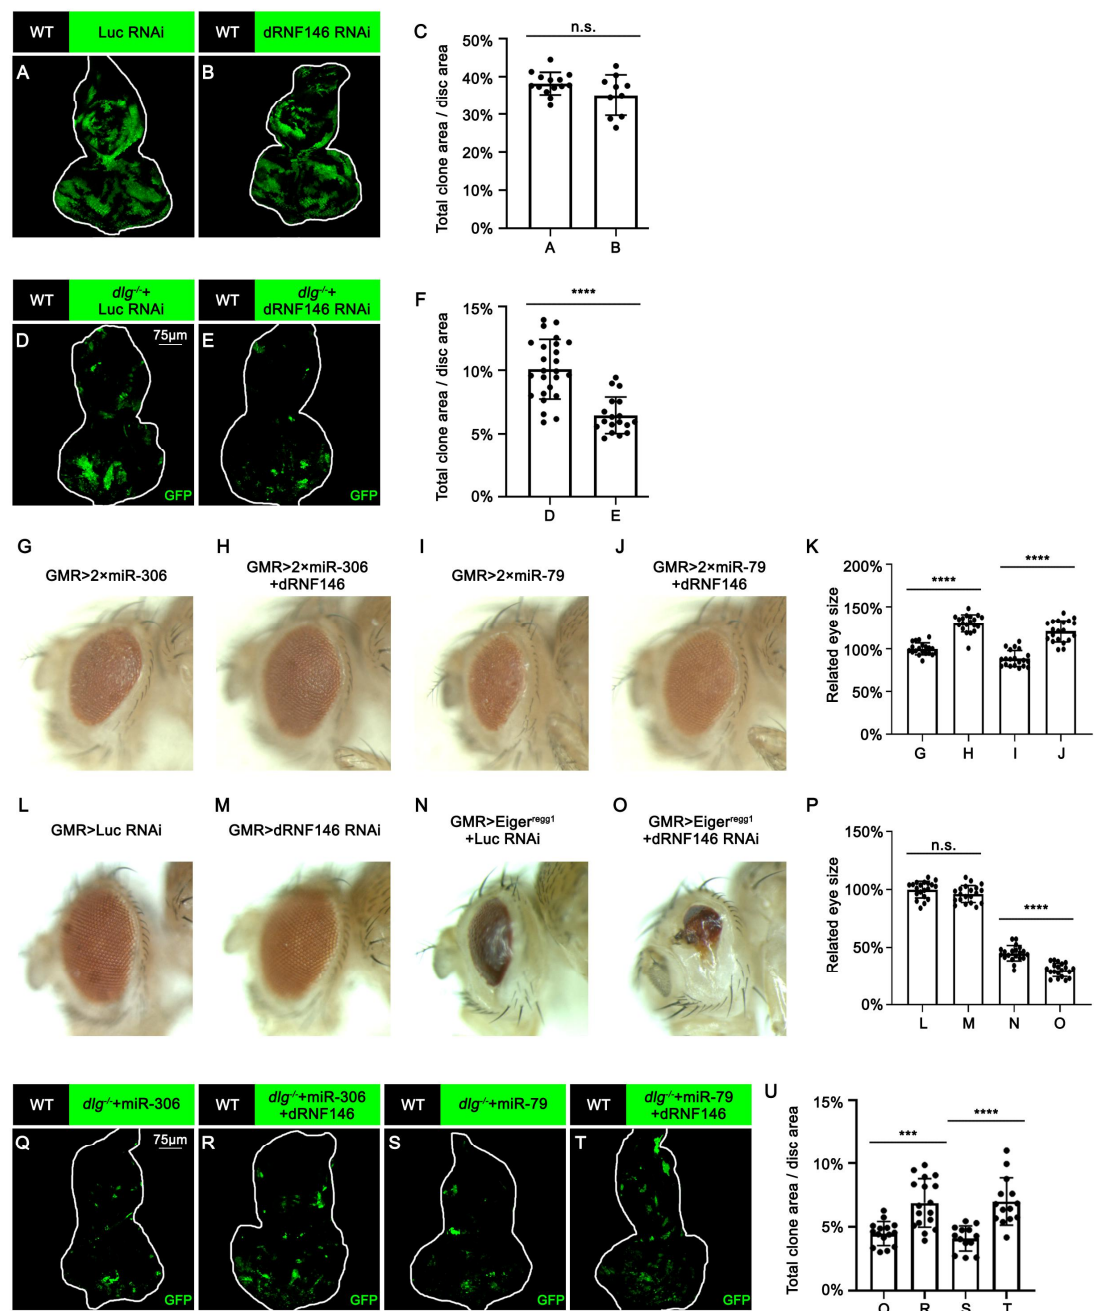 WT Luc RNAi WT dRNF146 RNAi
A B
C
n.s.
Total clone area / disc area
50%
40%
30%
20%
10%
0%
A B
WT dlg-/-+
Luc RNAi
WT dlg-/-+
dRNF146 RNAi
D 75μm GFP
E GFP
F
****
Total clone area / disc area
15%
10%
5%
0%
D E
G
GMR>2×miR-306
H
GMR>2×miR-306
+dRNF146
I
GMR>2×miR-79
J
GMR>2×miR-79
+dRNF146
K
**** ****
Related eye size
200%
150%
100%
50%
0%
G H I J
L
GMR>Luc RNAi
M
GMR>dRNF146 RNAi
N
GMR>Eigerregg1
+Luc RNAi
O
GMR>Eigerregg1
+dRNF146 RNAi
P
n.s. ****
Related eye size
150%
100%
50%
0%
L M N O
WT dlg-/-+miR-306
WT dlg-/-+miR-306
+dRNF146
WT dlg-/-+miR-79
WT dlg-/-+miR-79
+dRNF146
Q 75μm GFP
R GFP
S GFP
T GFP
U
*** ****
Total clone area / disc area
15%
10%
5%
0%
Q R S T